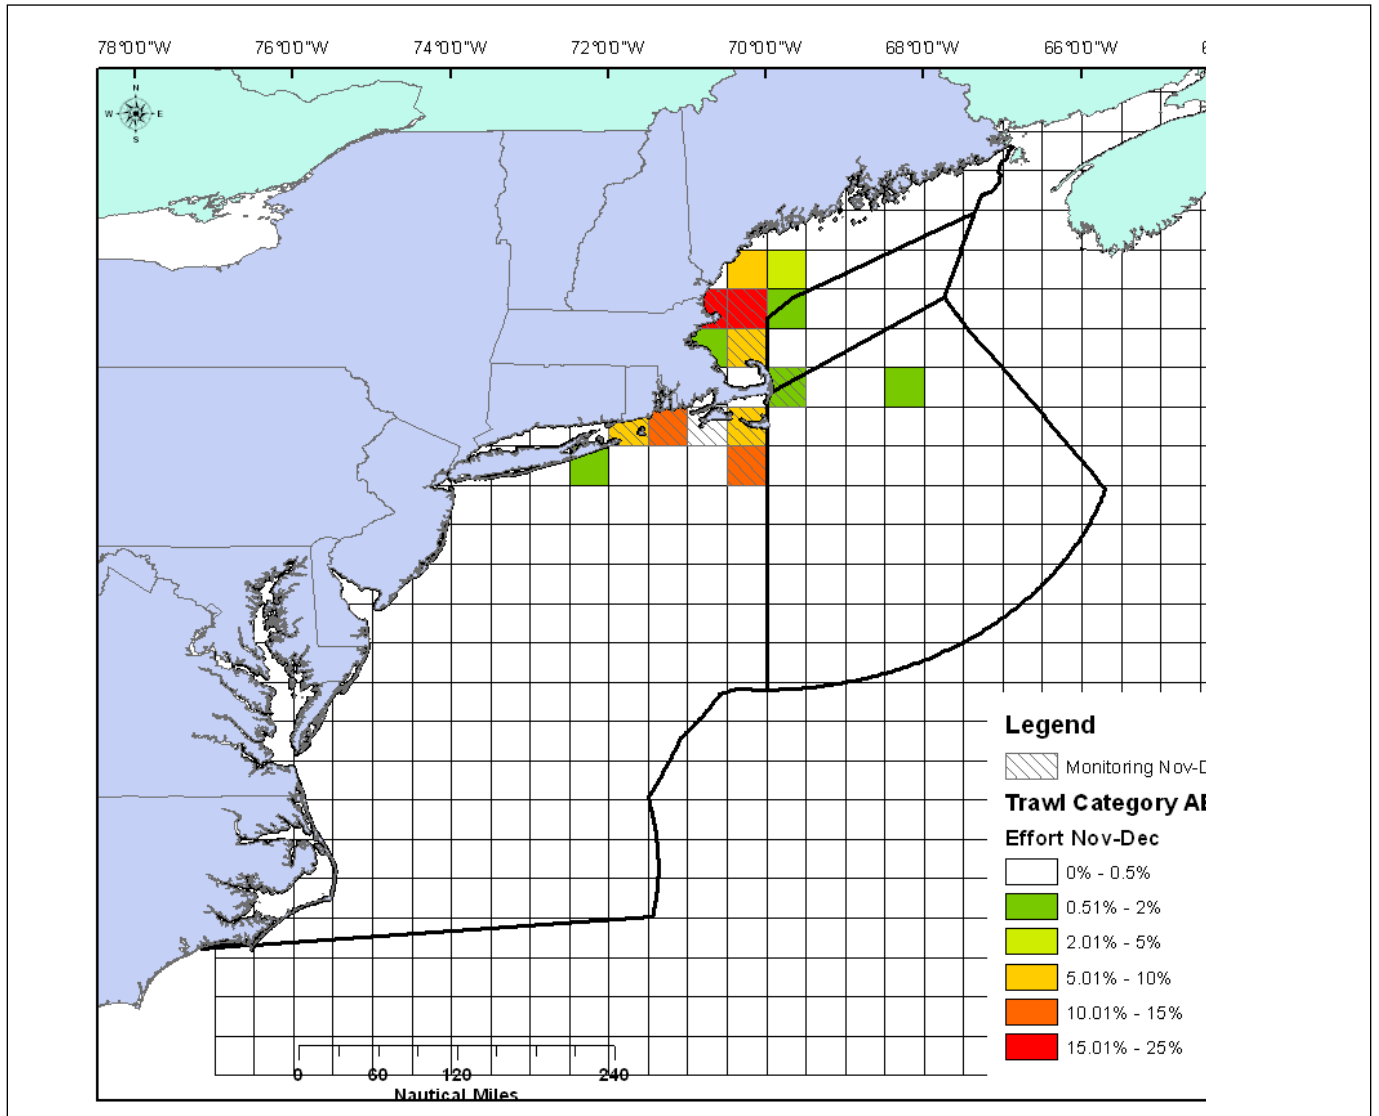 78°0'0"W 76°0'0"W 74°0'0"W 72°0'0"W 70°0'0"W 68°0'0"W 66°0'0"W 6
N
W E
S
Legend
Monitoring Nov-D
Trawl Category AE
Effort Nov-Dec
0% - 0.5%
0.51% - 2%
2.01% - 5%
5.01% - 10%
10.01% - 15%
15.01% - 25%
0 60 120 240
Nautical Miles